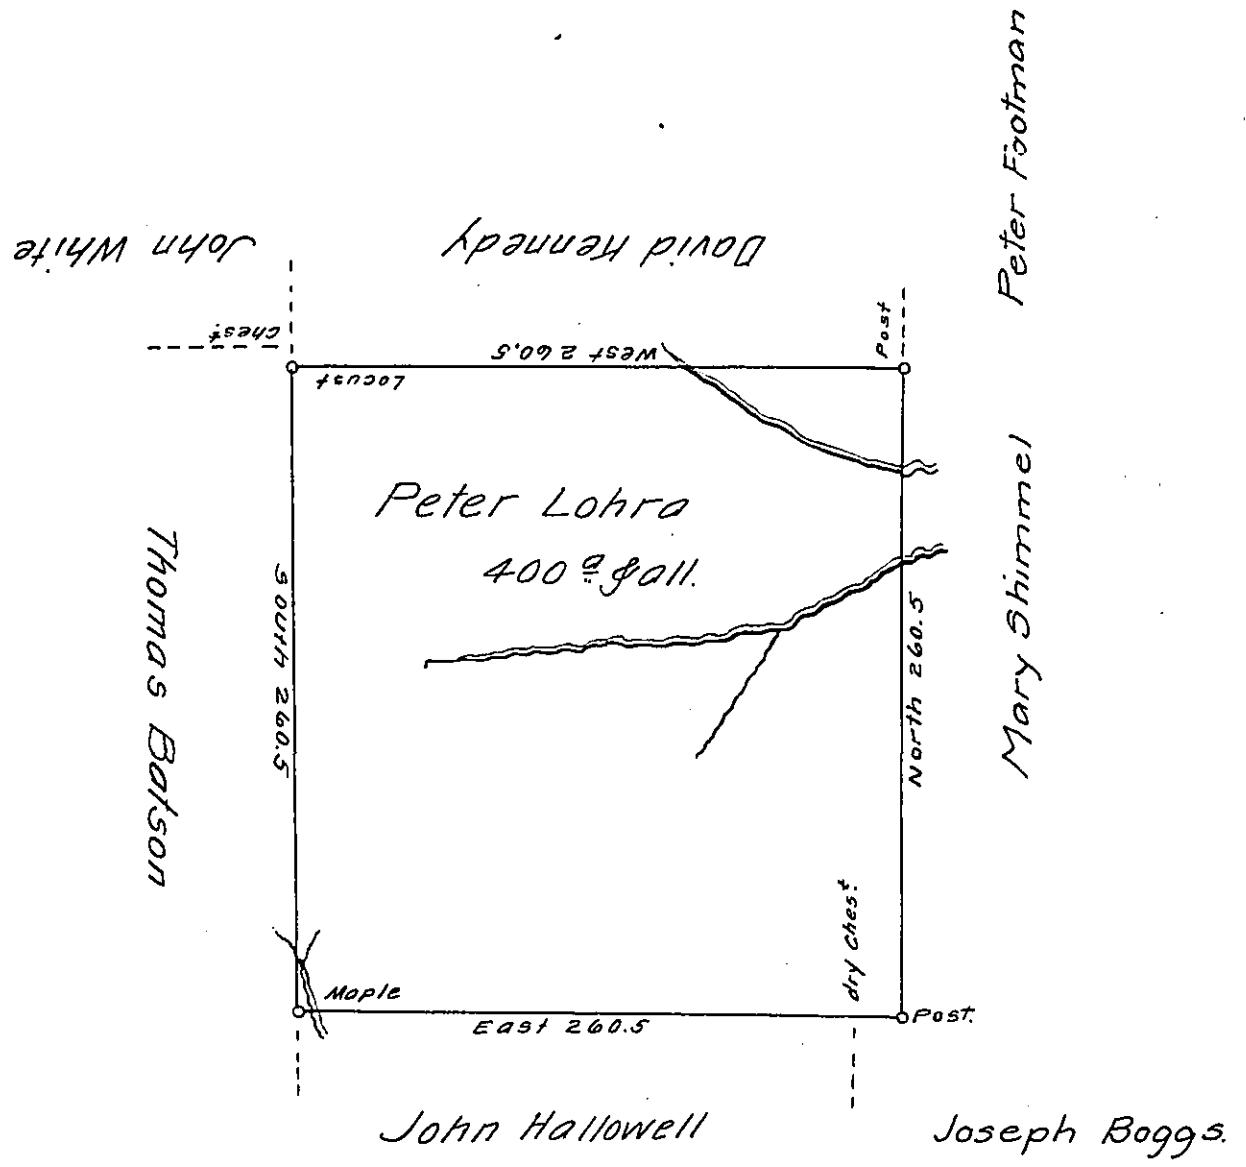 Peter Footman
John White
David Kennedy
Chest.
West 260.5
Post
Locust
Peter Lohra
400 a & all.
Thomas Batson
South 260.5
North 260.5
Mary Shimmel
dry Chest.
Maple
East 260.5
Post.
John Hallowell
Joseph Boggs.